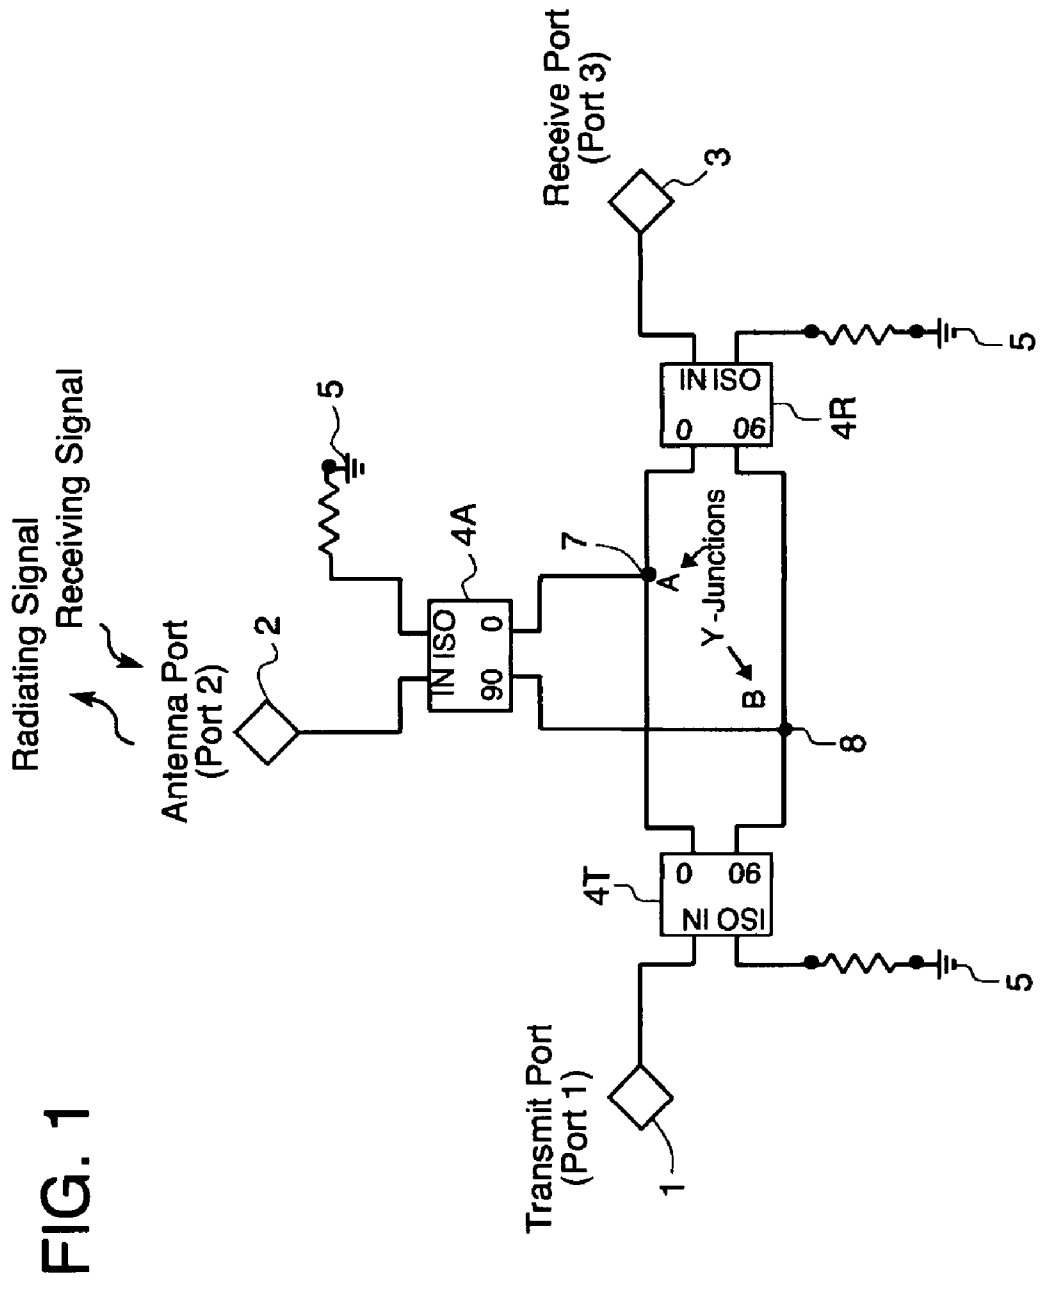 FIG. 1
Radiating Signal
Receiving Signal
Antenna Port
(Port 2)
2
5
IN ISO
90 0
4A
7
A
Y-Junctions
B
8
Transmit Port
(Port 1)
1
4T
IN 0
ISO 90
5
Receive Port
(Port 3)
3
0 IN
90 ISO
4R
5